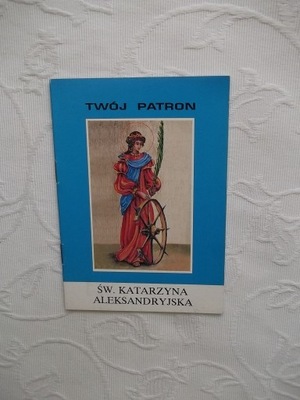 TWÓJ PATRON
ŚW. KATARZYNA
ALEKSANDRYJSKA